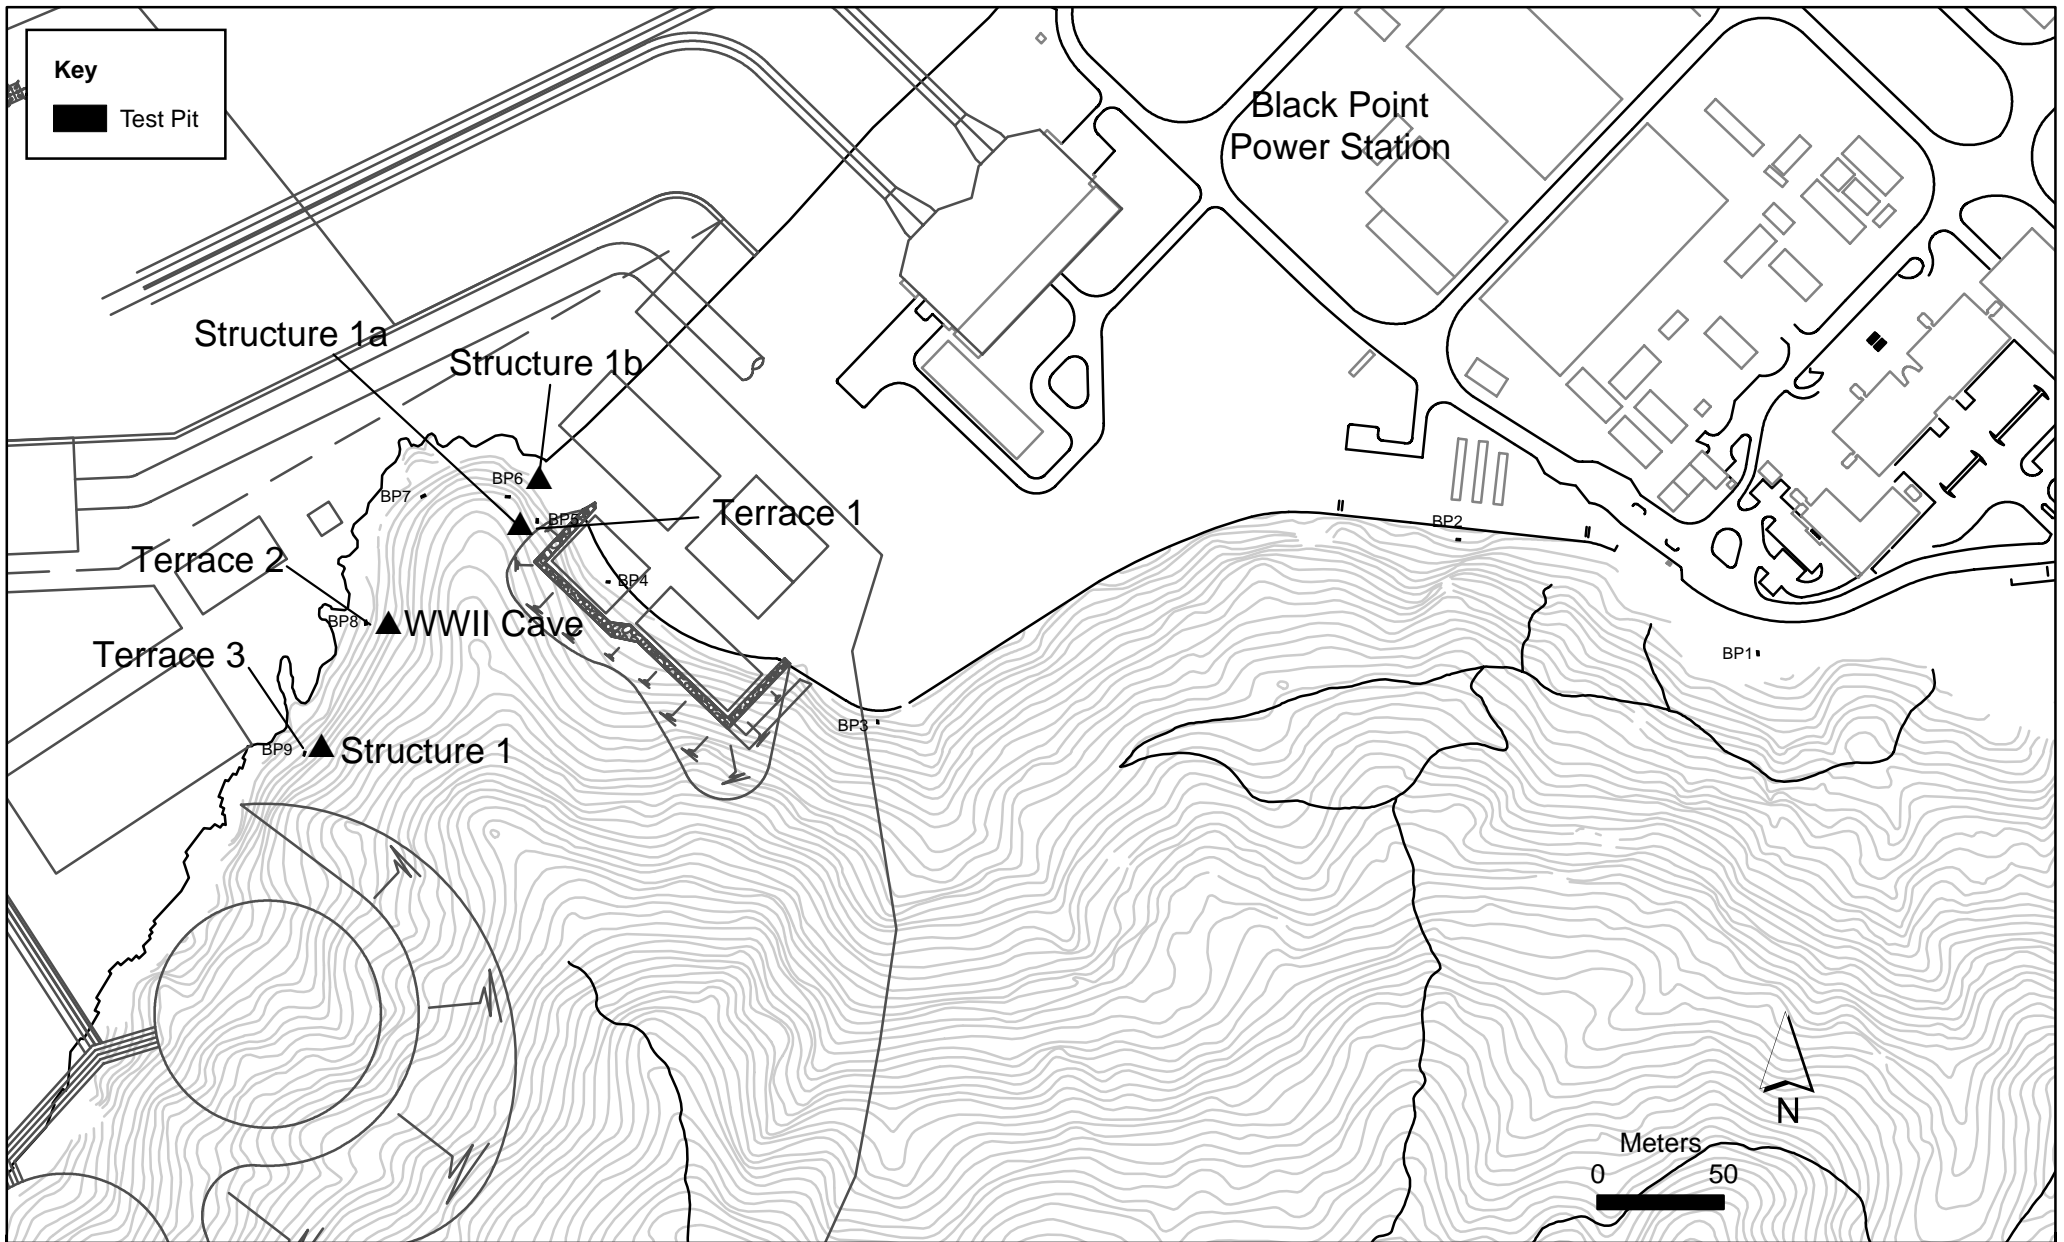 Key
Test Pit
Black Point
Power Station
Structure 1a
Structure 1b
BP6
BP7
BP5
Terrace 1
BP2
Terrace 2
BP4
BP8
WWII Cave
Terrace 3
BP1
BP3
BP9
Structure 1
N
Meters
0 50